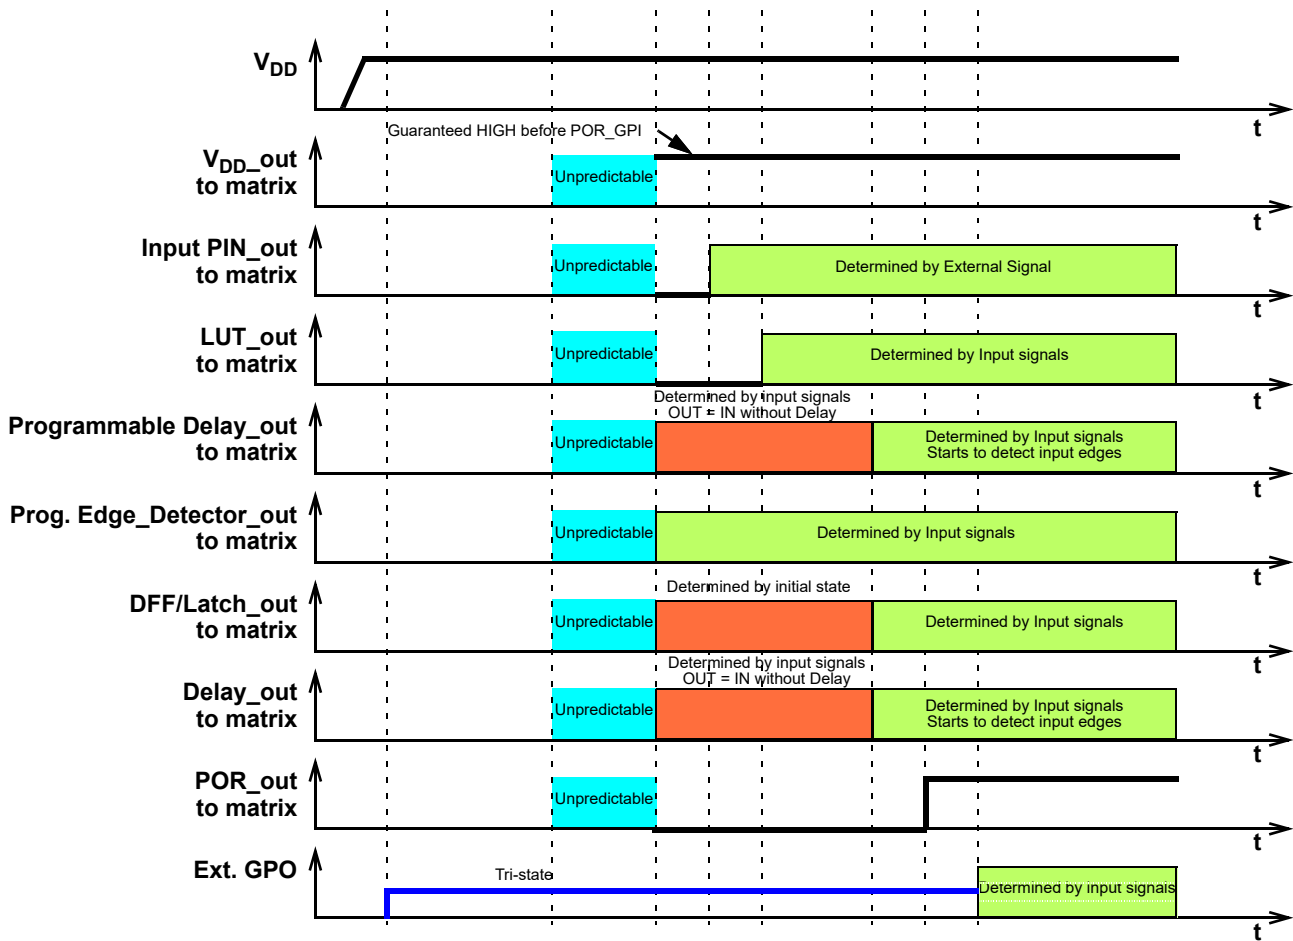 VDD
t
Guaranteed HIGH before POR_GPI
VDD_out
to matrix
Unpredictable
t
Input PIN_out
to matrix
Unpredictable
Determined by External Signal
t
LUT_out
to matrix
Unpredictable
Determined by Input signals
t
Determined by input signals
OUT = IN without Delay
Programmable Delay_out
to matrix
Unpredictable
Determined by Input signals
Starts to detect input edges
t
Prog. Edge_Detector_out
to matrix
Unpredictable
Determined by Input signals
t
Determined by initial state
DFF/Latch_out
to matrix
Unpredictable
Determined by Input signals
t
Determined by input signals
OUT = IN without Delay
Delay_out
to matrix
Unpredictable
Determined by Input signals
Starts to detect input edges
t
POR_out
to matrix
Unpredictable
t
Ext. GPO
Tri-state
Determined by input signals
t